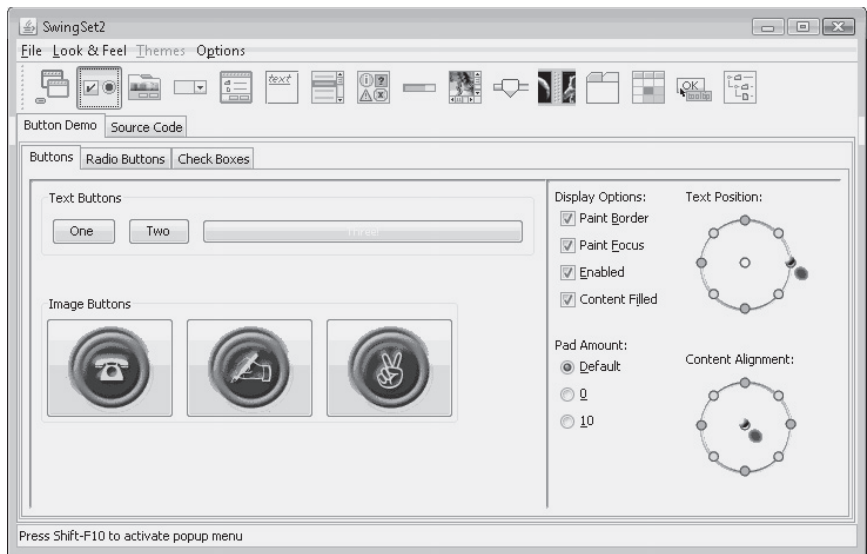 SwingSet2
File Look & Feel Themes Options
text
OK
tooltip
Button Demo Source Code
Buttons Radio Buttons Check Boxes
Text Buttons
One Two Three
Image Buttons
Display Options:
Paint Border
Paint Focus
Enabled
Content Filled
Text Position:
Pad Amount:
Default
0
10
Content Alignment:
Press Shift-F10 to activate popup menu